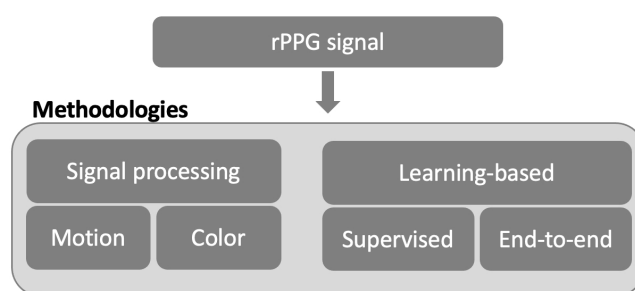 rPPG signal
Methodologies
Signal processing
Learning-based
Motion
Color
Supervised
End-to-end